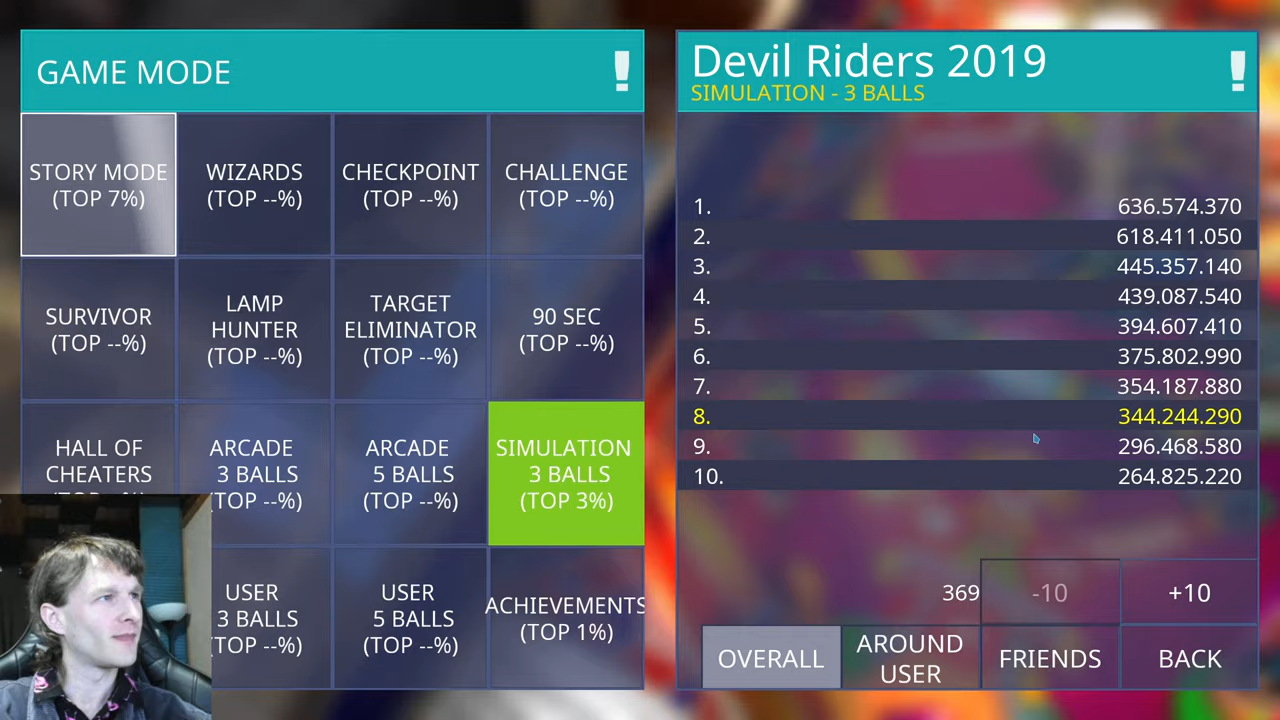 GAME MODE
!
STORY MODE
(TOP 7%)
WIZARDS
(TOP --%)
CHECKPOINT
(TOP --%)
CHALLENGE
(TOP --%)
SURVIVOR
(TOP --%)
LAMP
HUNTER
(TOP --%)
TARGET
ELIMINATOR
(TOP --%)
90 SEC
(TOP --%)
HALL OF
CHEATERS
ARCADE
3 BALLS
(TOP --%)
ARCADE
5 BALLS
(TOP --%)
SIMULATION
3 BALLS
(TOP 3%)
USER
3 BALLS
(TOP --%)
USER
5 BALLS
(TOP --%)
ACHIEVEMENTS
(TOP 1%)
Devil Riders 2019
SIMULATION - 3 BALLS
!
1. 636.574.370
2. 618.411.050
3. 445.357.140
4. 439.087.540
5. 394.607.410
6. 375.802.990
7. 354.187.880
8. 344.244.290
9. 296.468.580
10. 264.825.220
369
-10
+10
OVERALL
AROUND
USER
FRIENDS
BACK